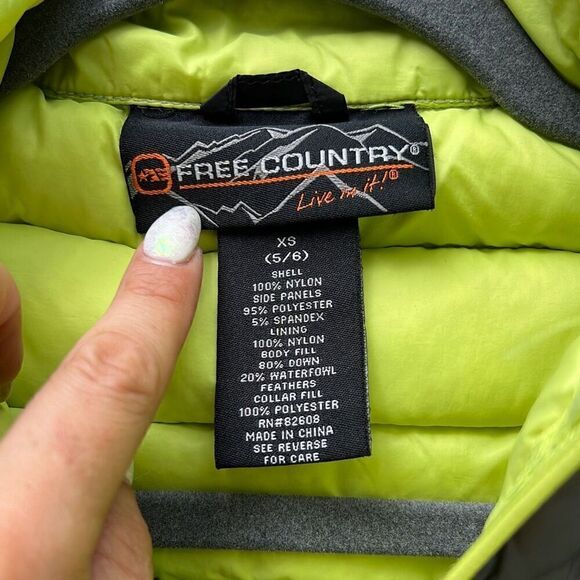 FREE COUNTRY®
Live in it!®
XS
(5/6)
SHELL
100% NYLON
SIDE PANELS
95% POLYESTER
5% SPANDEX
LINING
100% NYLON
BODY FILL
80% DOWN
20% WATERFOWL
FEATHERS
COLLAR FILL
100% POLYESTER
RN#82608
MADE IN CHINA
SEE REVERSE
FOR CARE